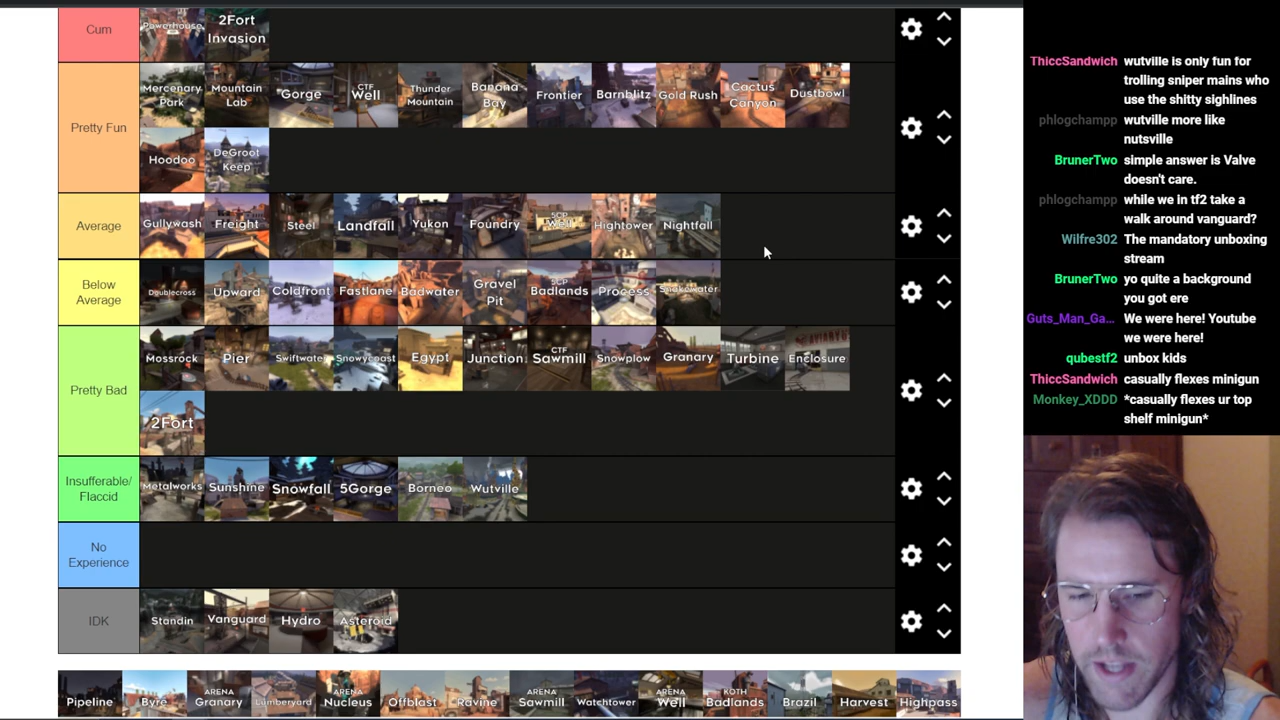 Cum
Powerhouse
2Fort
Invasion
Pretty Fun
Mercenary
Park
Mountain
Lab
Gorge
CTF
Well
Thunder
Mountain
Banana
Bay
Frontier
Barnblitz
Gold Rush
Cactus
Canyon
Dustbowl
Hoodoo
DeGroot
Keep
Average
Gullywash
Freight
Steel
Landfall
Yukon
Foundry
5CP
Well
Hightower
Nightfall
Below
Average
Doublecross
Upward
Coldfront
Fastlane
Badwater
Gravel
Pit
5CP
Badlands
Process
Snakewater
Pretty Bad
Mossrock
Pier
Swiftwater
Snowycoast
Egypt
Junction
CTF
Sawmill
Snowplow
Granary
Turbine
Enclosure
2Fort
Insufferable/
Flaccid
Metalworks
Sunshine
Snowfall
5Gorge
Borneo
Wutville
No
Experience
IDK
Standin
Vanguard
Hydro
Asteroid
Pipeline
Byre
ARENA
Granary
Lumberyard
ARENA
Nucleus
Offblast
Ravine
ARENA
Sawmill
Watchtower
ARENA
Well
KOTH
Badlands
Brazil
Harvest
Highpass
ThiccSandwich wutville is only fun for
trolling sniper mains who
use the shitty sighlines
phlogchampp wutville more like
nutsville
BrunerTwo simple answer is Valve
doesn't care.
phlogchampp while we in tf2 take a
walk around vanguard?
Wilfre302 The mandatory unboxing
stream
BrunerTwo yo quite a background
you got ere
Guts_Man_Ga... We were here! Youtube
we were here!
qubestf2 unbox kids
ThiccSandwich casually flexes minigun
Monkey_XDDD *casually flexes ur top
shelf minigun*